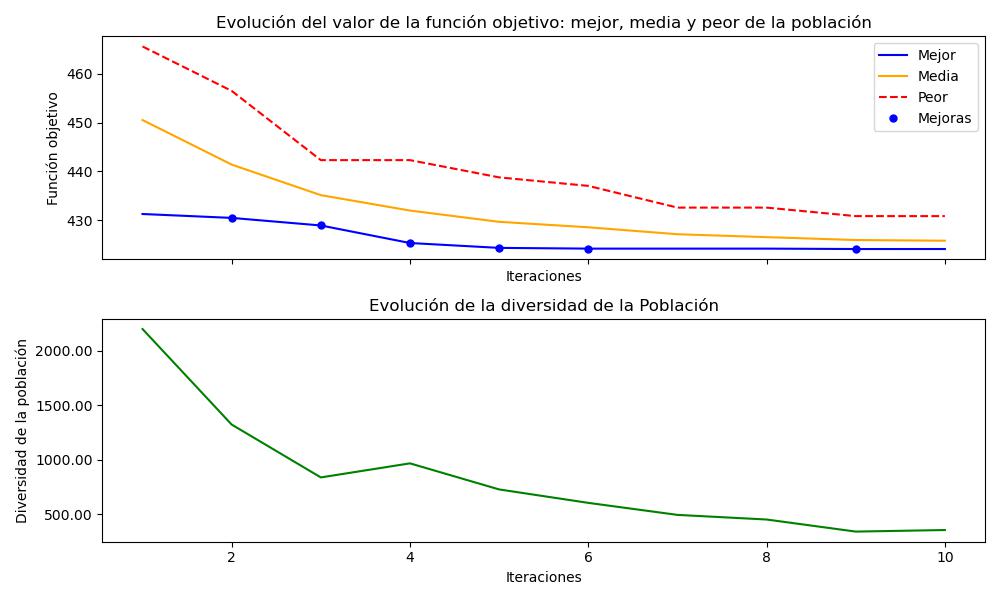 Evolución del valor de la función objetivo: mejor, media y peor de la población
Función objetivo
460
450
440
430
Mejor
Media
Peor
Mejoras
Iteraciones
Evolución de la diversidad de la Población
Diversidad de la población
2000.00
1500.00
1000.00
500.00
2 4 6 8 10
Iteraciones